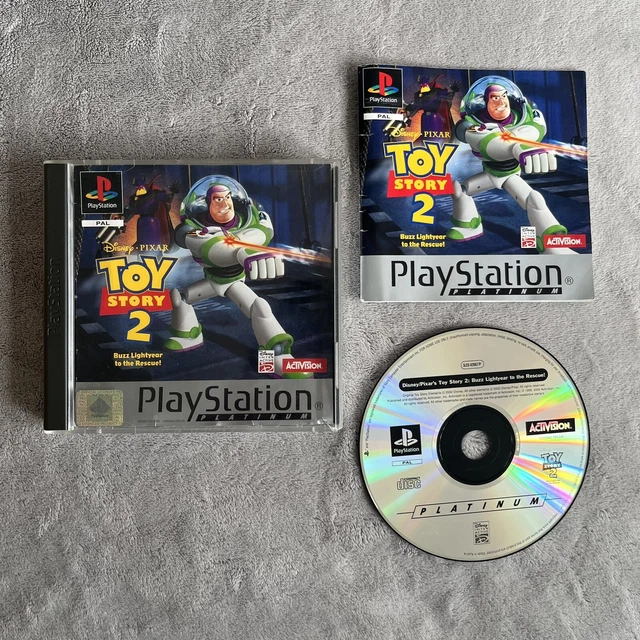 PlayStation
PAL
Disney · PIXAR
TOY
STORY
2
Buzz Lightyear
to the Rescue!
ACTIVISION.
PlayStation®
PLATINUM
PlayStation
PAL
Disney · PIXAR
TOY
STORY
2
Buzz Lightyear
to the Rescue!
ACTIVISION.
PlayStation®
PLATINUM
Disney/Pixar's Toy Story 2: Buzz Lightyear to the Rescue!
ACTIVISION.
PlayStation
PAL
TOY
STORY
2
disc
PLATINUM